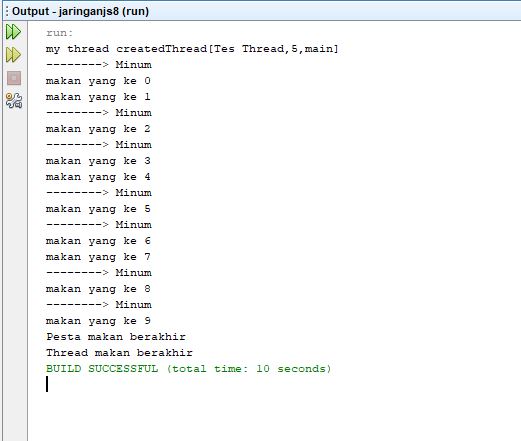 Output - jaringanjs8 (run)
run:
my thread createdThread[Tes Thread,5,main]
--------> Minum
makan yang ke 0
makan yang ke 1
--------> Minum
makan yang ke 2
--------> Minum
makan yang ke 3
makan yang ke 4
--------> Minum
makan yang ke 5
--------> Minum
makan yang ke 6
makan yang ke 7
--------> Minum
makan yang ke 8
--------> Minum
makan yang ke 9
Pesta makan berakhir
Thread makan berakhir
BUILD SUCCESSFUL (total time: 10 seconds)